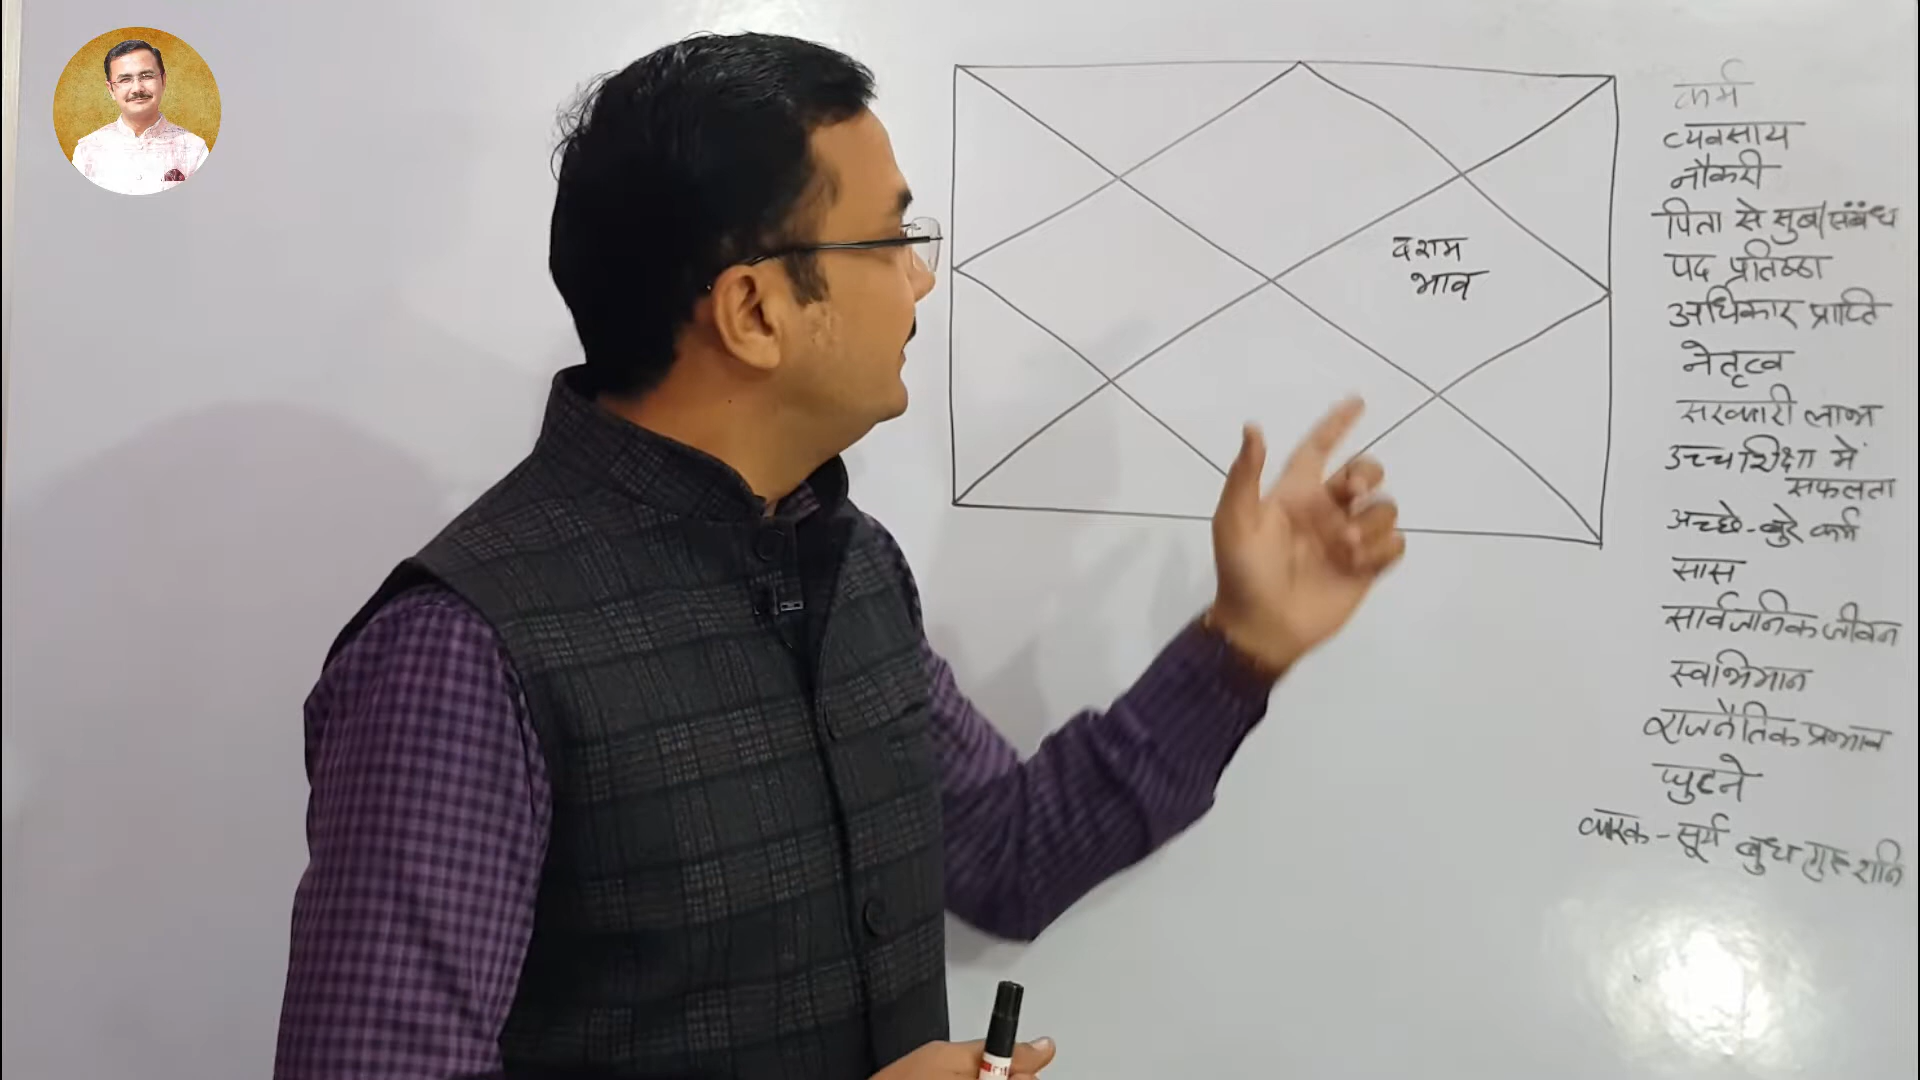 दशम
भाव
कर्म
व्यवसाय
नौकरी
पिता से सुख/संबंध
पद प्रतिष्ठा
अधिकार प्राप्ति
नेतृत्व
सरकारी लाभ
उच्च शिक्षा में
सफलता
अच्छे-बुरे कर्म
सास
सार्वजनिक जीवन
स्वाभिमान
राजनैतिक प्रभाव
घुटने
कारक - सूर्य बुध गुरु शनि